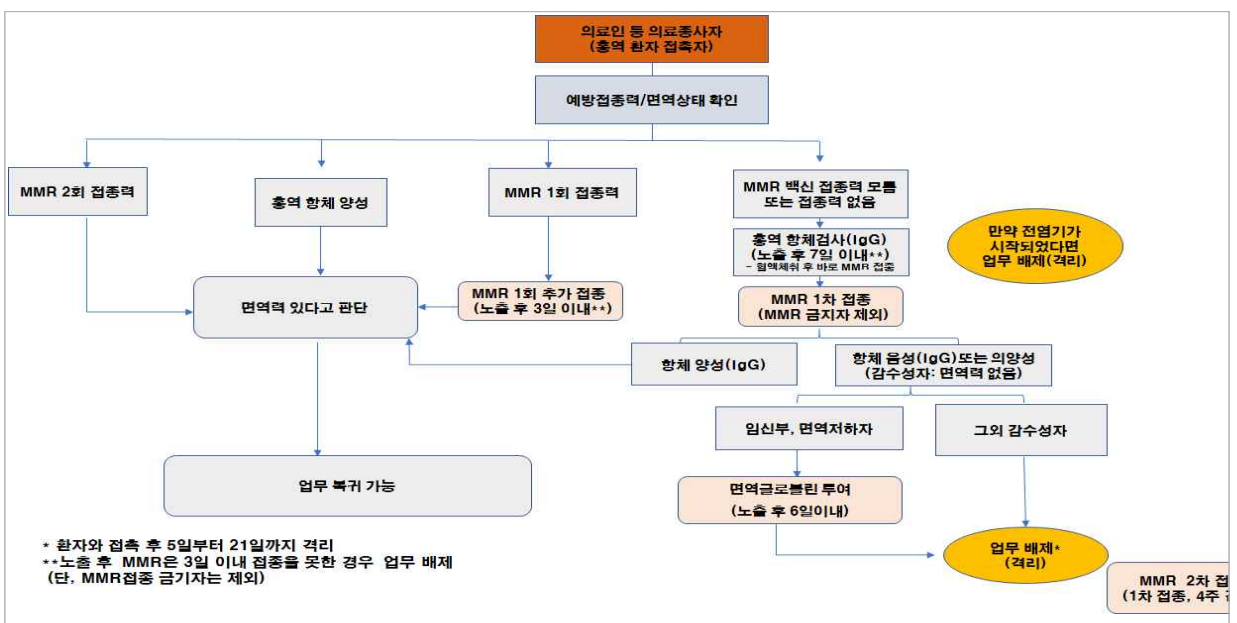 의료인 등 의료종사자
(홍역 환자 접촉자)
예방접종력/면역상태 확인
MMR 2회 접종력
홍역 항체 양성
MMR 1회 접종력
MMR 백신 접종력 모름
또는 접종력 없음
만약 전염기가
시작되었다면
업무 배제(격리)
홍역 항체검사(IgG)
(노출 후 7일 이내**)
- 혈액채취 후 바로 MMR 접종
면역력 있다고 판단
MMR 1회 추가 접종
(노출 후 3일 이내**)
MMR 1차 접종
(MMR 금지자 제외)
항체 양성(IgG)
항체 음성(IgG)또는 의양성
(감수성자: 면역력 없음)
임신부, 면역저하자
그외 감수성자
업무 복귀 가능
면역글로불린 투여
(노출 후 6일이내)
* 환자와 접촉 후 5일부터 21일까지 격리
**노출 후 MMR은 3일 이내 접종을 못한 경우 업무 배제
(단, MMR접종 금기자는 제외)
업무 배제*
(격리)
MMR 2차 접
(1차 접종, 4주